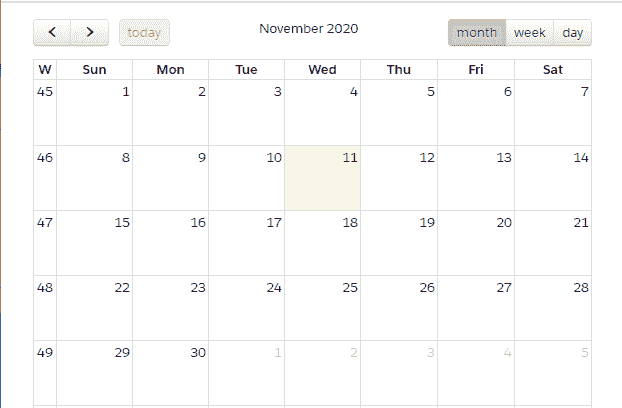 today November 2020 month week day
W Sun Mon Tue Wed Thu Fri Sat
45 1 2 3 4 5 6 7
46 8 9 10 11 12 13 14
47 15 16 17 18 19 20 21
48 22 23 24 25 26 27 28
49 29 30 1 2 3 4 5